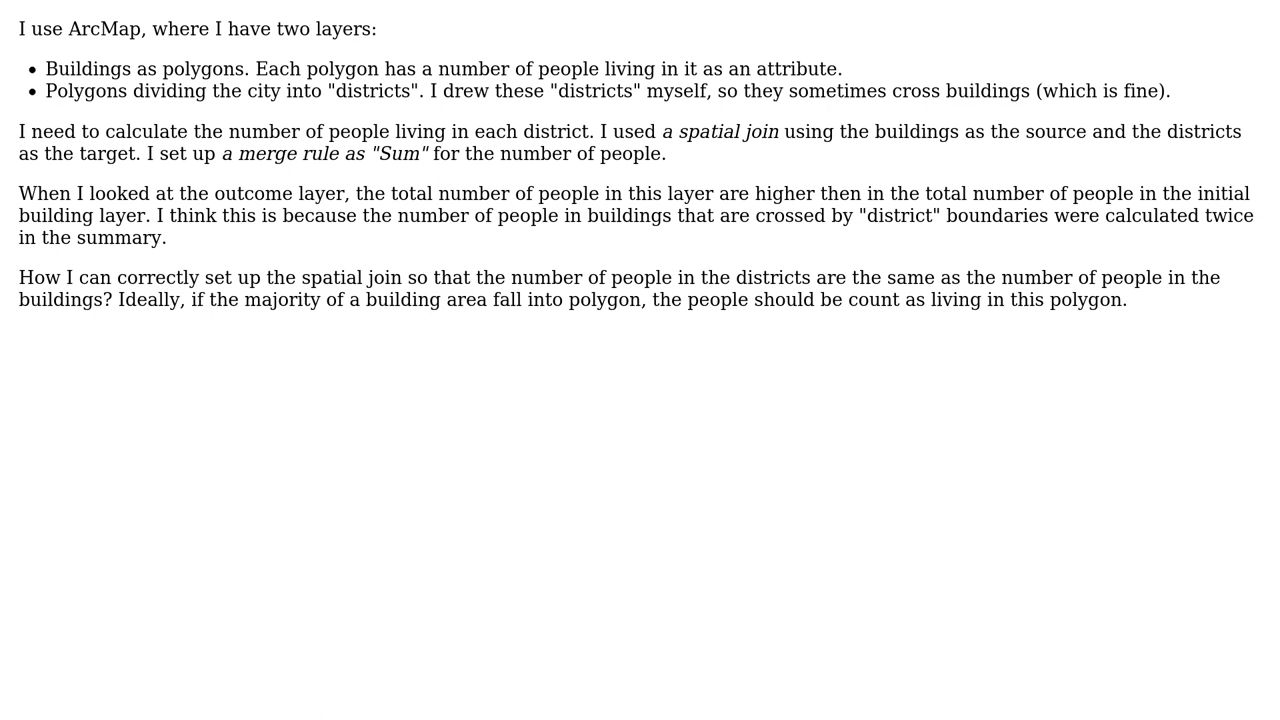 I use ArcMap, where I have two layers:
• Buildings as polygons. Each polygon has a number of people living in it as an attribute.
• Polygons dividing the city into "districts". I drew these "districts" myself, so they sometimes cross buildings (which is fine).
I need to calculate the number of people living in each district. I used a spatial join using the buildings as the source and the districts
as the target. I set up a merge rule as "Sum" for the number of people.
When I looked at the outcome layer, the total number of people in this layer are higher then in the total number of people in the initial
building layer. I think this is because the number of people in buildings that are crossed by "district" boundaries were calculated twice
in the summary.
How I can correctly set up the spatial join so that the number of people in the districts are the same as the number of people in the
buildings? Ideally, if the majority of a building area fall into polygon, the people should be count as living in this polygon.